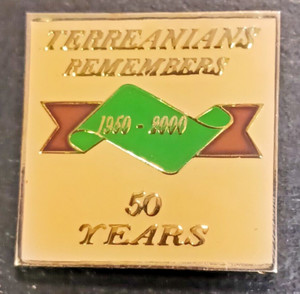 TERREANIANS
REMEMBERS
1950 - 2000
50
YEARS